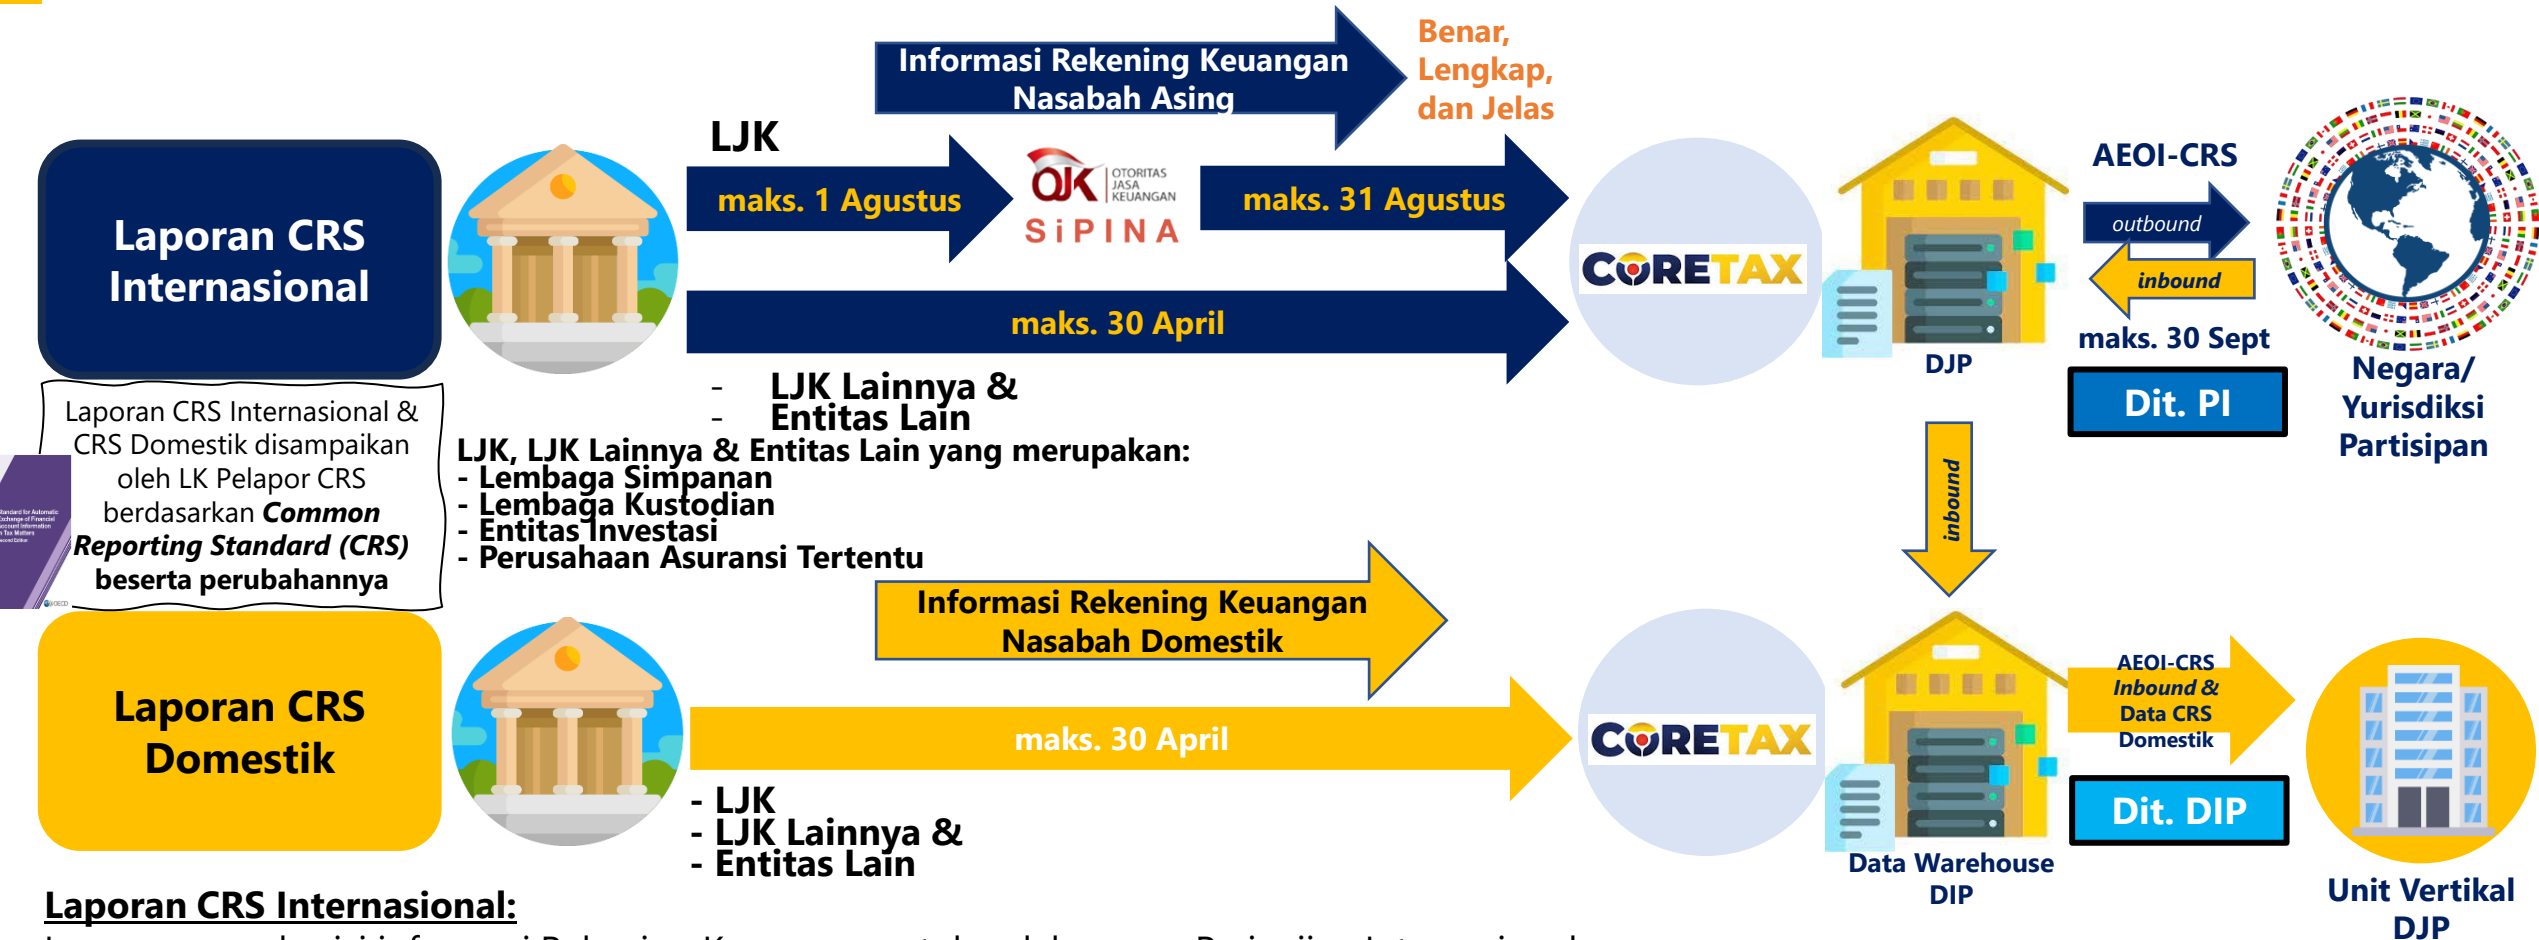 Informasi Rekening Keuangan
Nasabah Asing
Benar,
Lengkap,
dan Jelas
LJK
Laporan CRS
Internasional
maks. 1 Agustus
OJK
OTORITAS
JASA
KEUANGAN
SiPINA
maks. 31 Agustus
maks. 30 April
CORETAX
DJP
AEOI-CRS
outbound
inbound
maks. 30 Sept
Dit. PI
Negara/
Yurisdiksi
Partisipan
- LJK Lainnya &
- Entitas Lain
Laporan CRS Internasional &
CRS Domestik disampaikan
oleh LK Pelapor CRS
berdasarkan Common
Reporting Standard (CRS)
beserta perubahannya
LJK, LJK Lainnya & Entitas Lain yang merupakan:
- Lembaga Simpanan
- Lembaga Kustodian
- Entitas Investasi
- Perusahaan Asuransi Tertentu
inbound
Informasi Rekening Keuangan
Nasabah Domestik
Laporan CRS
Domestik
maks. 30 April
- LJK
- LJK Lainnya &
- Entitas Lain
CORETAX
Data Warehouse
DIP
AEOI-CRS
Inbound &
Data CRS
Domestik
Dit. DIP
Unit Vertikal
DJP
Laporan CRS Internasional: